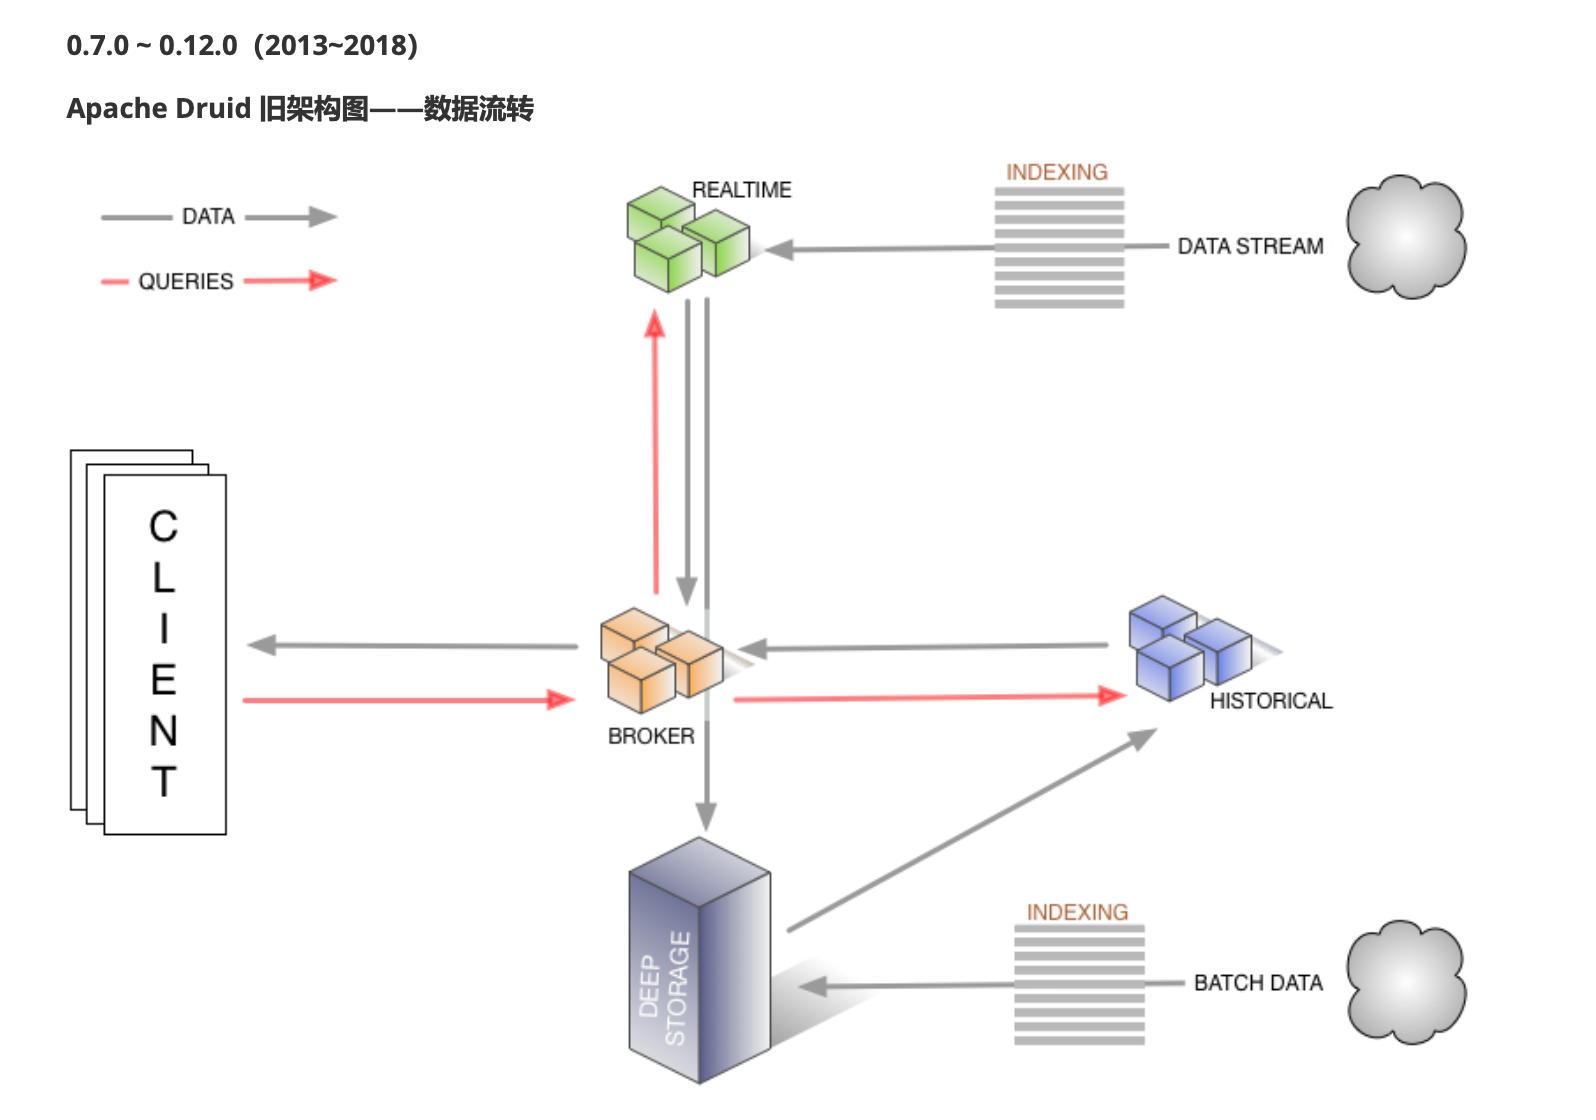 0.7.0 ~ 0.12.0（2013~2018）
Apache Druid 旧架构图——数据流转
DATA
QUERIES
REALTIME
INDEXING
DATA STREAM
CLIENT
BROKER
HISTORICAL
DEEP
STORAGE
INDEXING
BATCH DATA